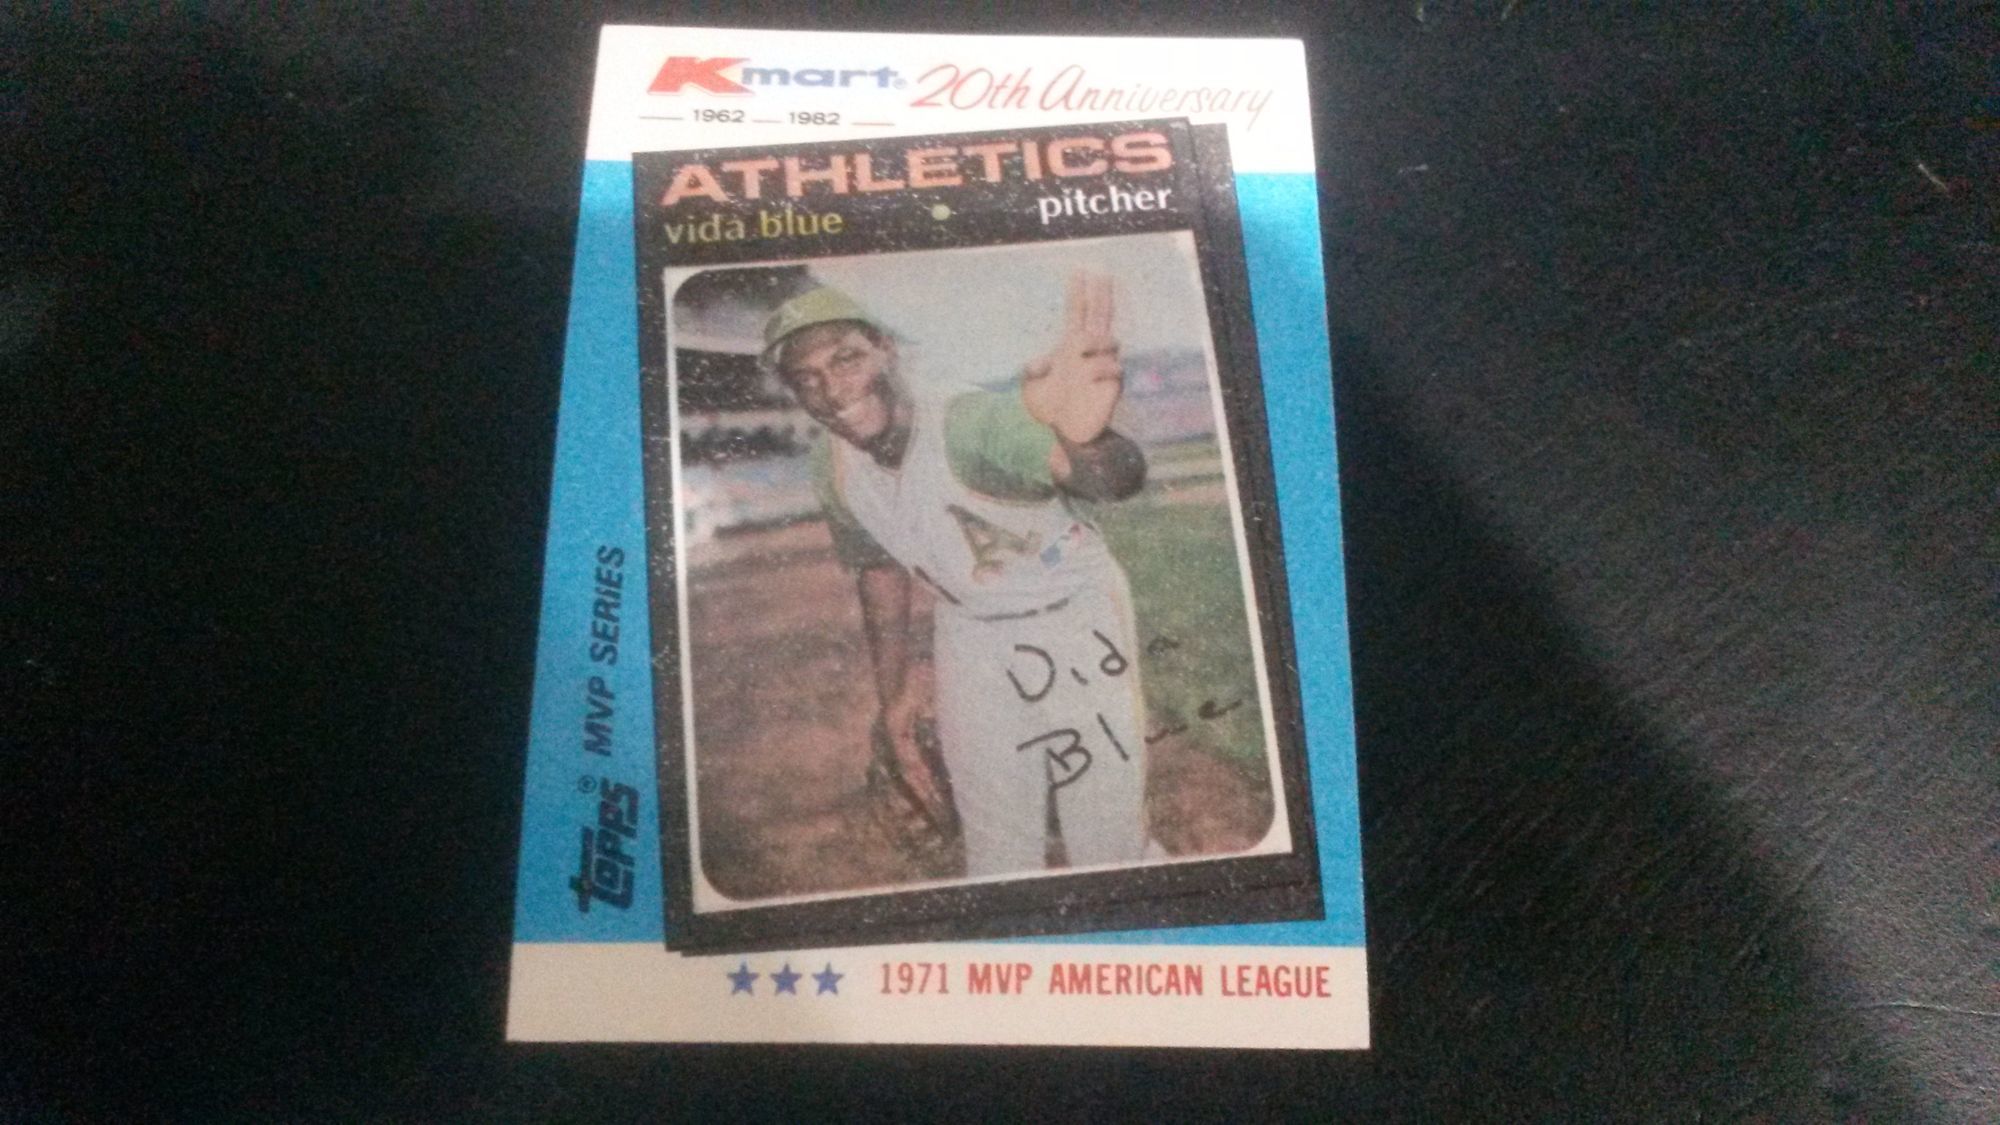 Kmart® 20th Anniversary
1962 1982
ATHLETICS
vida blue • pitcher
A
Vida
Blue
topps® MVP SERIES
★★★ 1971 MVP AMERICAN LEAGUE